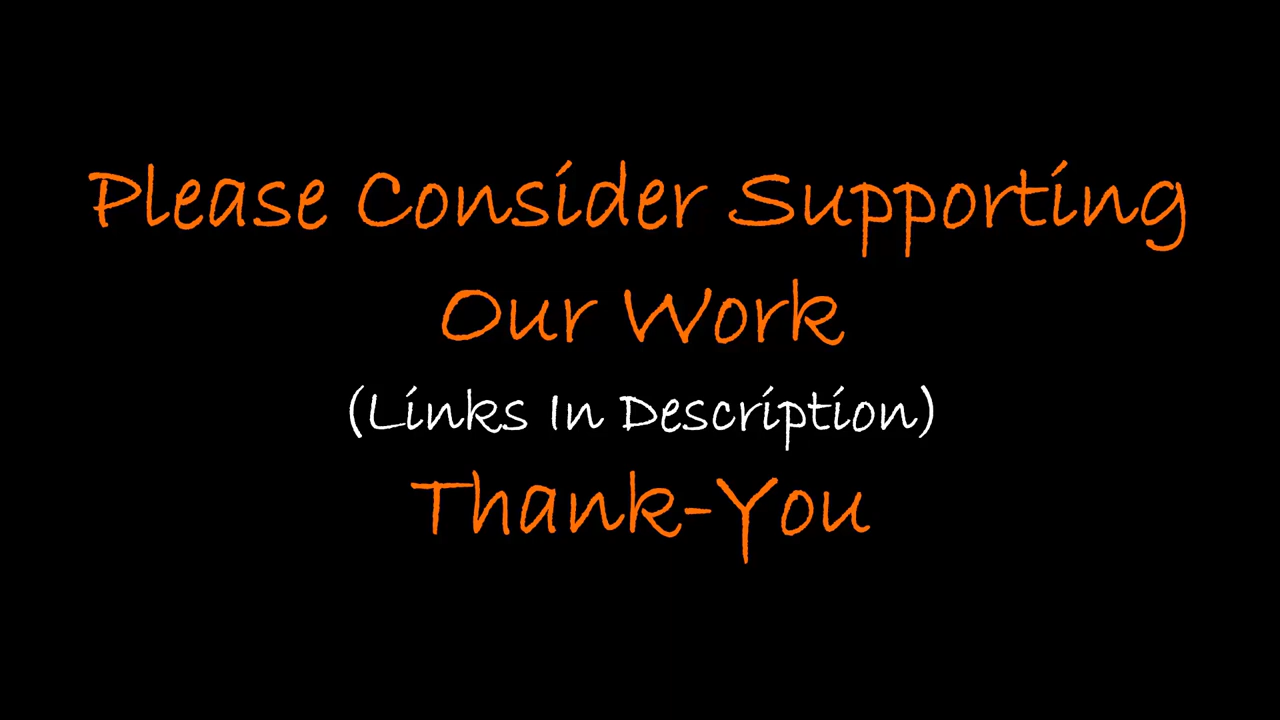 Please Consider Supporting
Our Work
(Links In Description)
Thank-You